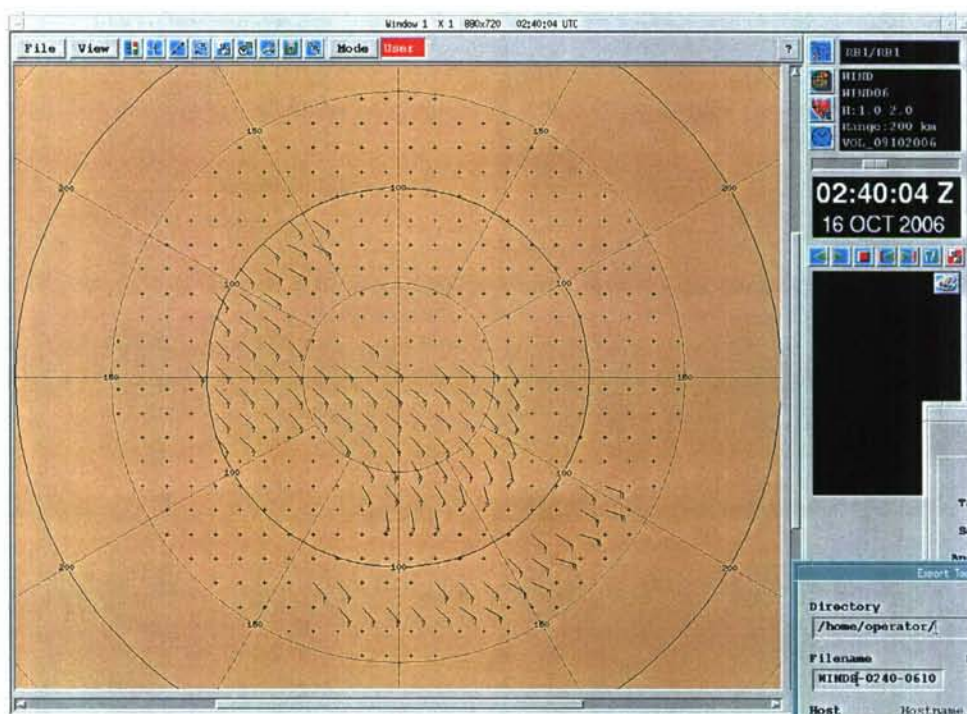 Window 1 X 1 880x720 02:40:04 UTC
File View Mode User ?
RB1/RB1
WIND
WIND06
H:1.0 2.0
Range:200 km
VOL_09102006
02:40:04 Z
16 OCT 2006
150 150
200 100 200
100 100
150 150
100 100
200 100 200
150 150
Directory
/home/operator/
Filename
WINDS-0240-0610
Host Hostname